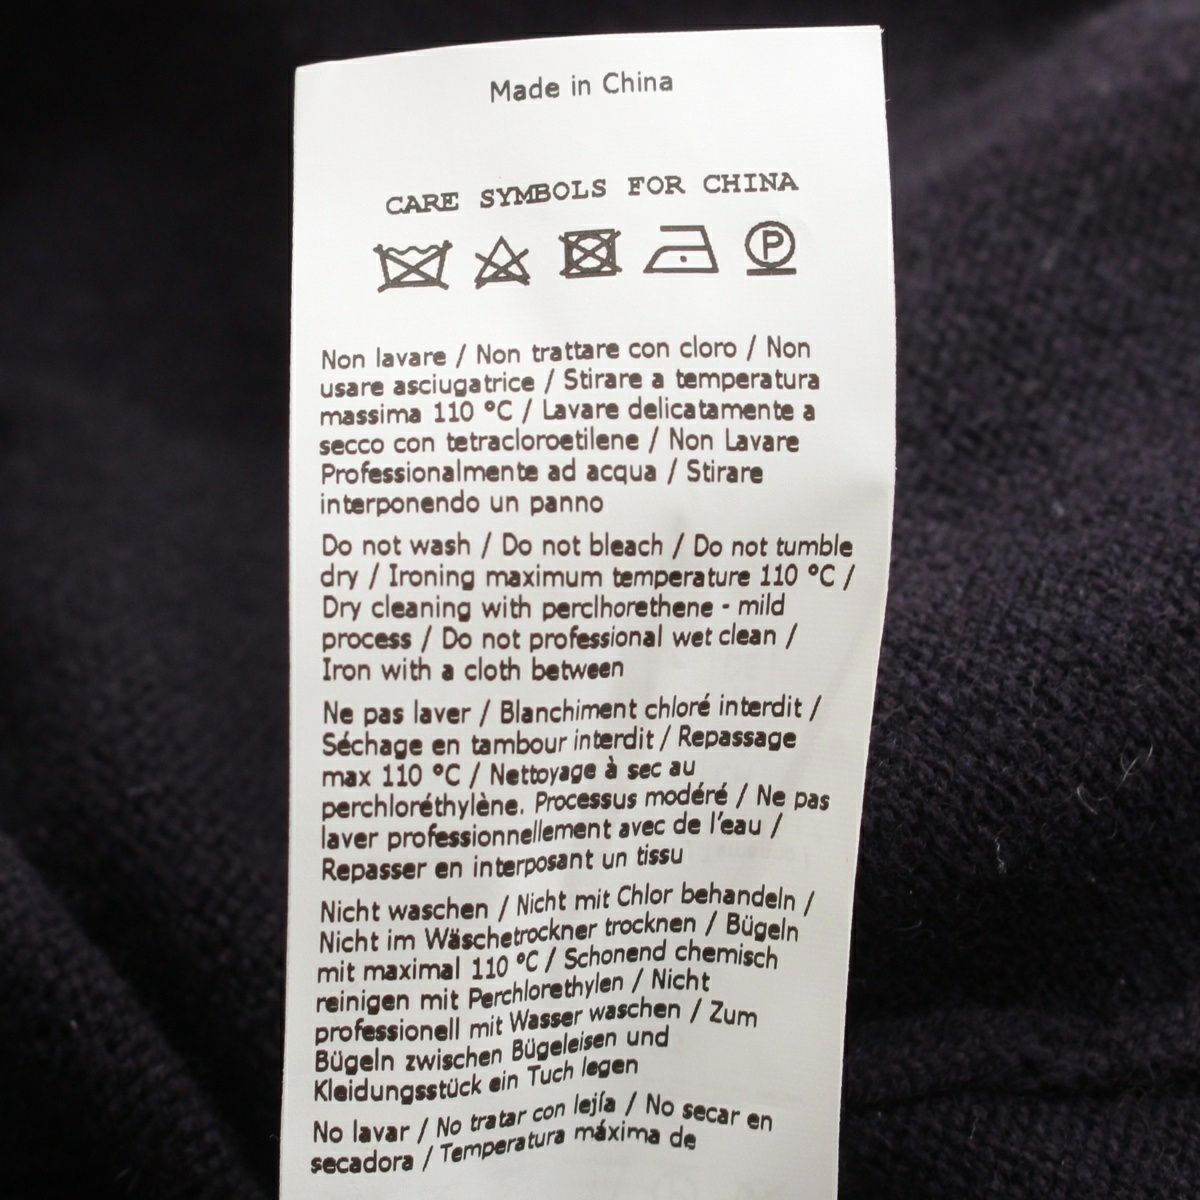 Made in China
CARE SYMBOLS FOR CHINA
P
Non lavare / Non trattare con cloro / Non
usare asciugatrice / Stirare a temperatura
massima 110 °C / Lavare delicatamente a
secco con tetracloroetilene / Non Lavare
Professionalmente ad acqua / Stirare
interponendo un panno
Do not wash / Do not bleach / Do not tumble
dry / Ironing maximum temperature 110 °C /
Dry cleaning with perclhorethene - mild
process / Do not professional wet clean /
Iron with a cloth between
Ne pas laver / Blanchiment chloré interdit /
Séchage en tambour interdit / Repassage
max 110 °C / Nettoyage à sec au
perchloréthylène. Processus modéré / Ne pas
laver professionnellement avec de l'eau /
Repasser en interposant un tissu
Nicht waschen / Nicht mit Chlor behandeln /
Nicht im Wäschetrockner trocknen / Bügeln
mit maximal 110 °C / Schonend chemisch
reinigen mit Perchlorethylen / Nicht
professionell mit Wasser waschen / Zum
Bügeln zwischen Bügeleisen und
Kleidungsstück ein Tuch legen
No lavar / No tratar con lejía / No secar en
secadora / Temperatura máxima de